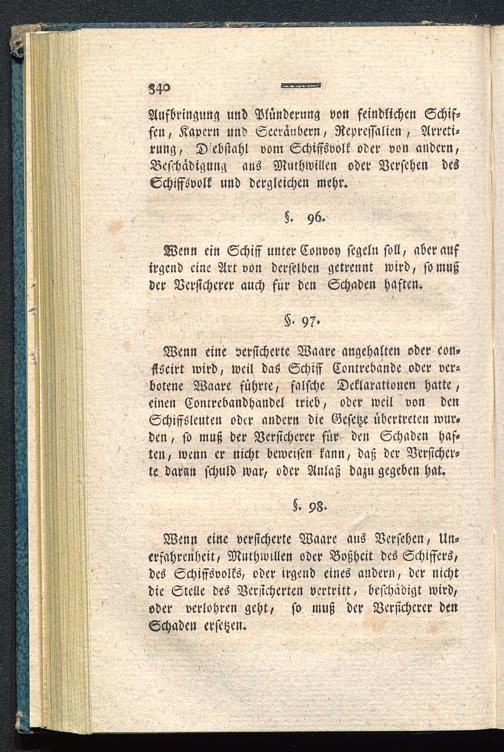 340
Aufbringung und Plünderung von feindlichen Schif-
fen, Kapern und Seeräubern, Repressalien, Arreti-
rung, Diebstahl vom Schiffsvolk oder von andern,
Beschädigung aus Muthwillen oder Versehen des
Schiffsvolk und dergleichen mehr.
§. 96.
Wenn ein Schiff unter Convoy segeln soll, aber auf
irgend eine Art von derselben getrennt wird, so muß
der Versicherer auch für den Schaden haften.
§. 97.
Wenn eine versicherte Waare angehalten oder con-
fiscirt wird, weil das Schiff Contrebande oder ver-
botene Waare führte, falsche Deklarationen hatte,
einen Contrebandhandel trieb, oder weil von den
Schiffsleuten oder andern die Gesetze übertreten wur-
den, so muß der Versicherer für den Schaden haf-
ten, wenn er nicht beweisen kann, daß der Versicher-
te daran schuld war, oder Anlaß dazu gegeben hat.
§. 98.
Wenn eine versicherte Waare aus Versehen, Un-
erfahrenheit, Muthwillen oder Boßheit des Schiffers,
des Schiffsvolks, oder irgend eines andern, der nicht
die Stelle des Versicherten vertritt, beschädigt wird,
oder verlohren geht, so muß der Versicherer den
Schaden ersetzen.